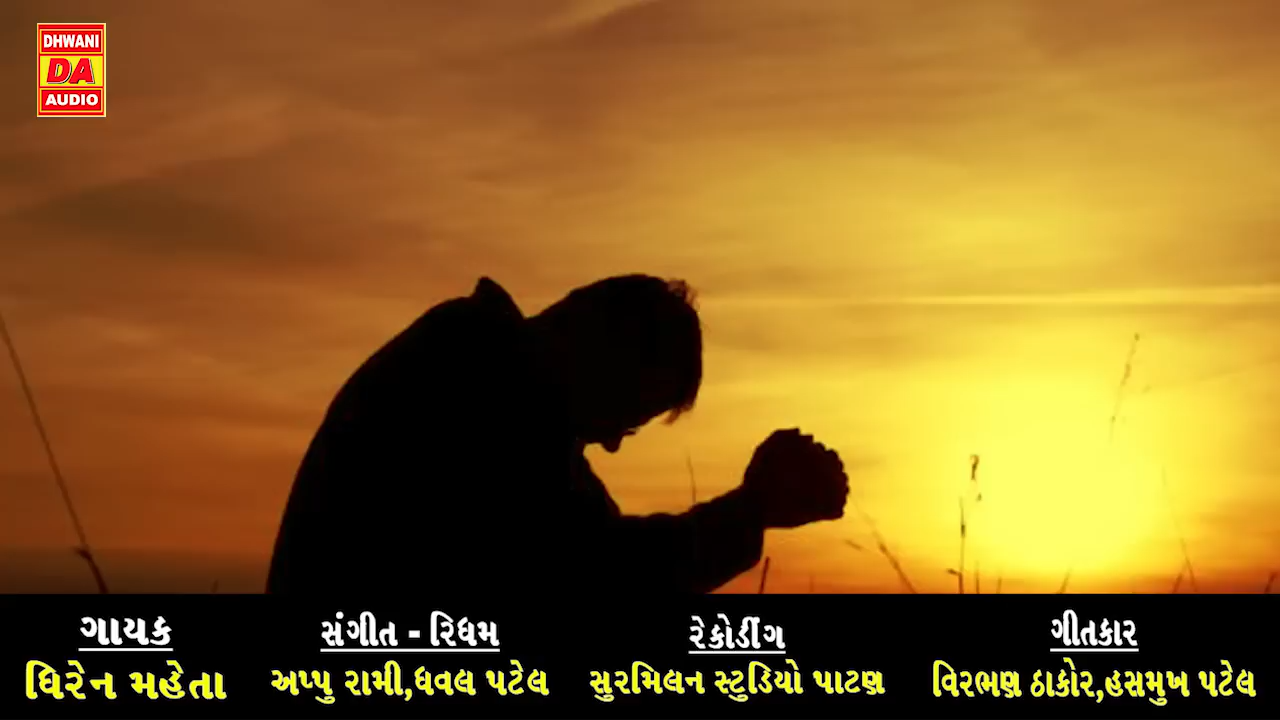 DHWANI
DA
AUDIO
ગાયક
ધિરેન મહેતા
સંગીત - રિધમ
અપ્પુ રામી,ધવલ પટેલ
રેકોર્ડીંગ
સુરમિલન સ્ટુડિયો પાટણ
ગીતકાર
વિરભણ ઠાકોર,હસમુખ પટેલ